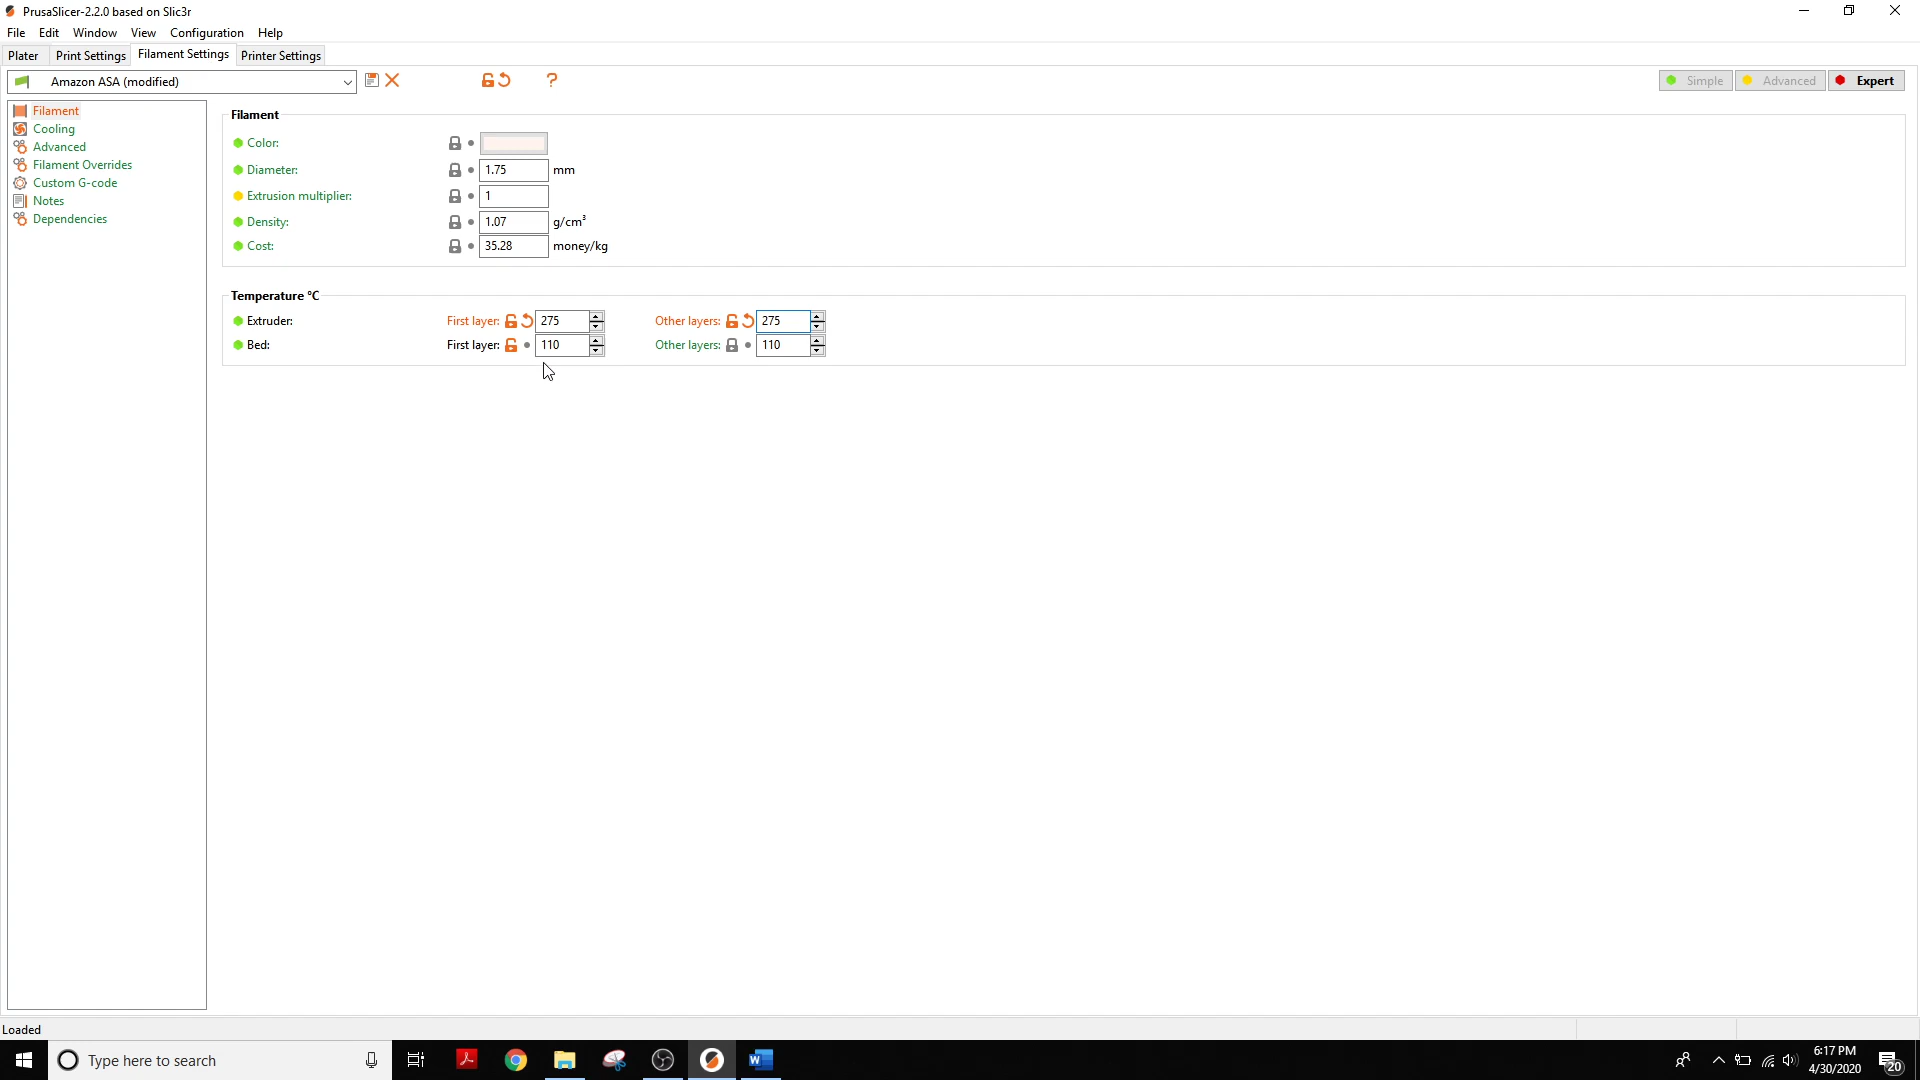 PrusaSlicer-2.2.0 based on Slic3r
File Edit Window View Configuration Help
Plater Print Settings Filament Settings Printer Settings
Amazon ASA (modified) ? Simple Advanced Expert
Filament
Cooling
Advanced
Filament Overrides
Custom G-code
Notes
Dependencies
Filament
Color:
Diameter: 1.75 mm
Extrusion multiplier: 1
Density: 1.07 g/cm³
Cost: 35.28 money/kg
Temperature °C
Extruder: First layer: 275 Other layers: 275
Bed: First layer: 110 Other layers: 110
Loaded
Type here to search
6:17 PM
4/30/2020
20